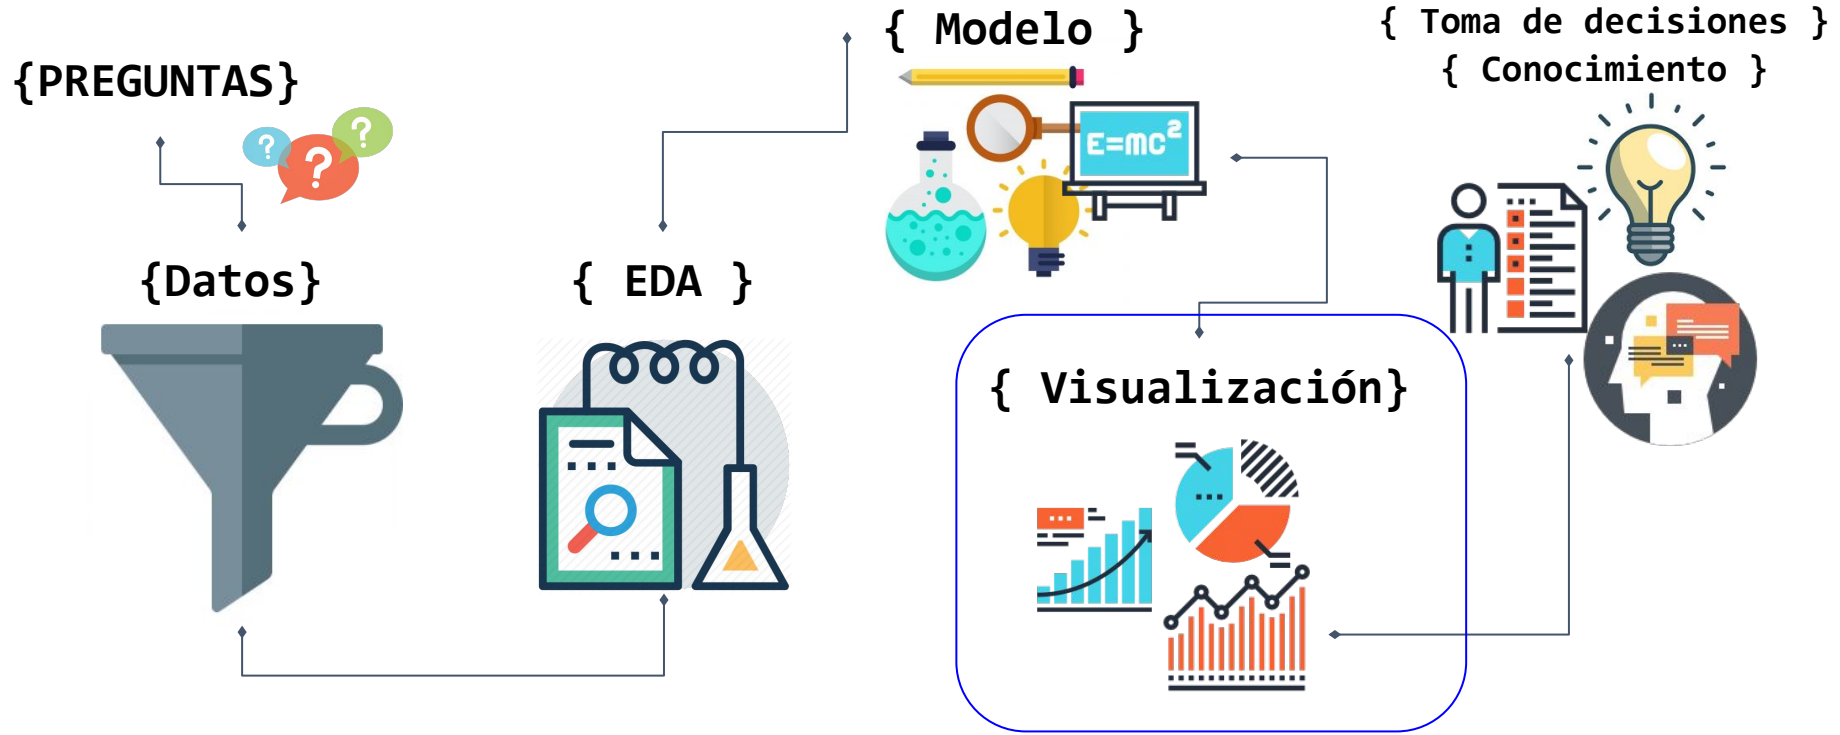 {PREGUNTAS}
? ? ?
{Datos}
{ EDA }
{ Modelo }
E=mc²
{ Visualización}
{ Toma de decisiones }
{ Conocimiento }